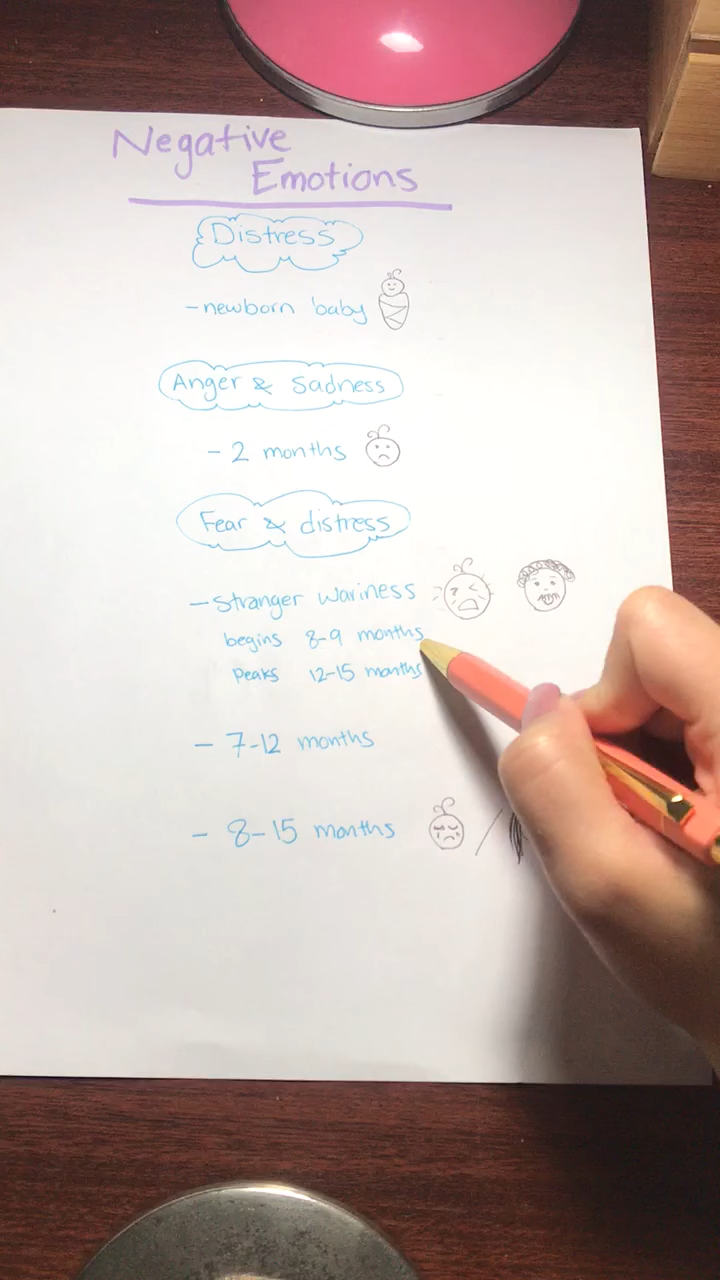 Negative
Emotions
Distress
- newborn baby
Anger & Sadness
- 2 months
Fear & distress
- Stranger Wariness
begins 8-9 months
Peaks 12-15 months
- 7-12 months
- 8-15 months